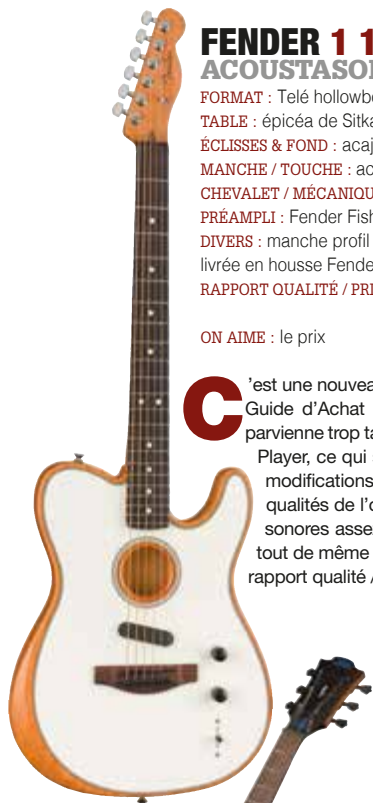 FENDER 1 1
ACOUSTASO
FORMAT : Telé hollowb
TABLE : épicéa de Sitka
ÉCLISSES & FOND : acaj
MANCHE / TOUCHE : ac
CHEVALET / MÉCANIQU
PRÉAMPLI : Fender Fish
DIVERS : manche profil
livrée en housse Fende
RAPPORT QUALITÉ / PRI
ON AIME : le prix
C'est une nouvea
Guide d'Achat
parvienne trop ta
Player, ce qui
modifications
qualités de l'o
sonores asse
tout de même
rapport qualité /